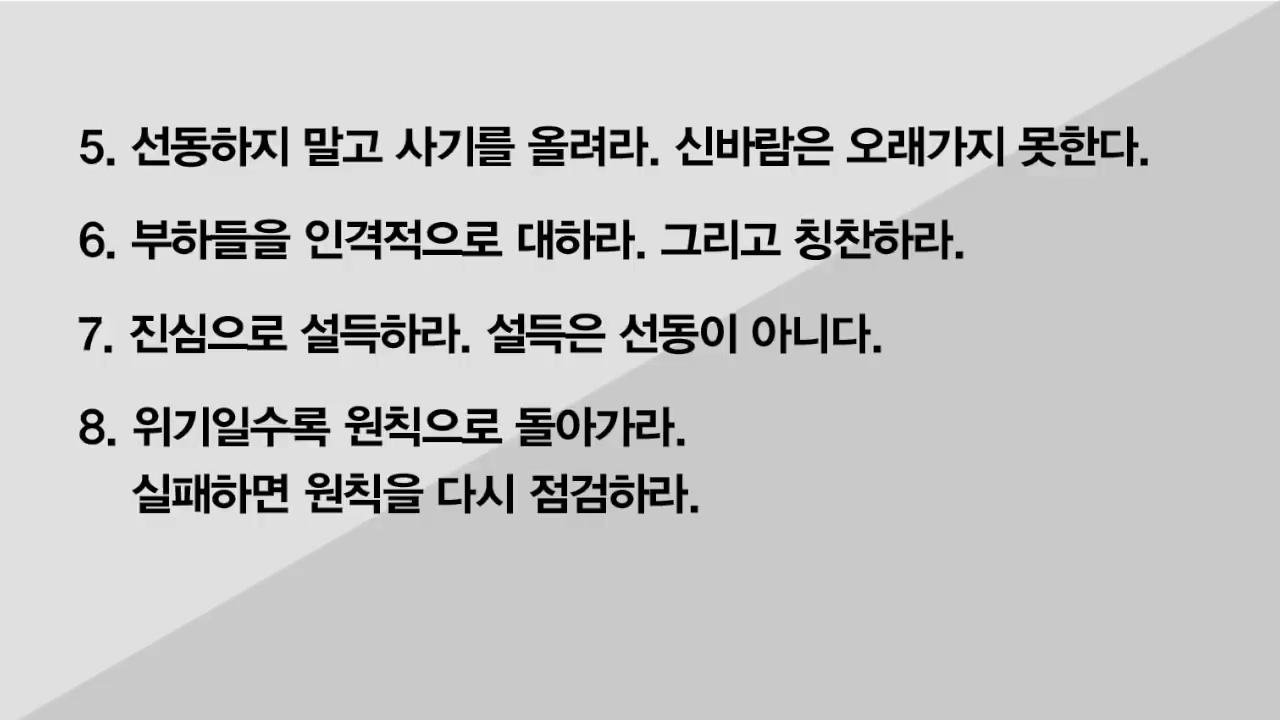 5. 선동하지 말고 사기를 올려라. 신바람은 오래가지 못한다.
6. 부하들을 인격적으로 대하라. 그리고 칭찬하라.
7. 진심으로 설득하라. 설득은 선동이 아니다.
8. 위기일수록 원칙으로 돌아가라.
실패하면 원칙을 다시 점검하라.